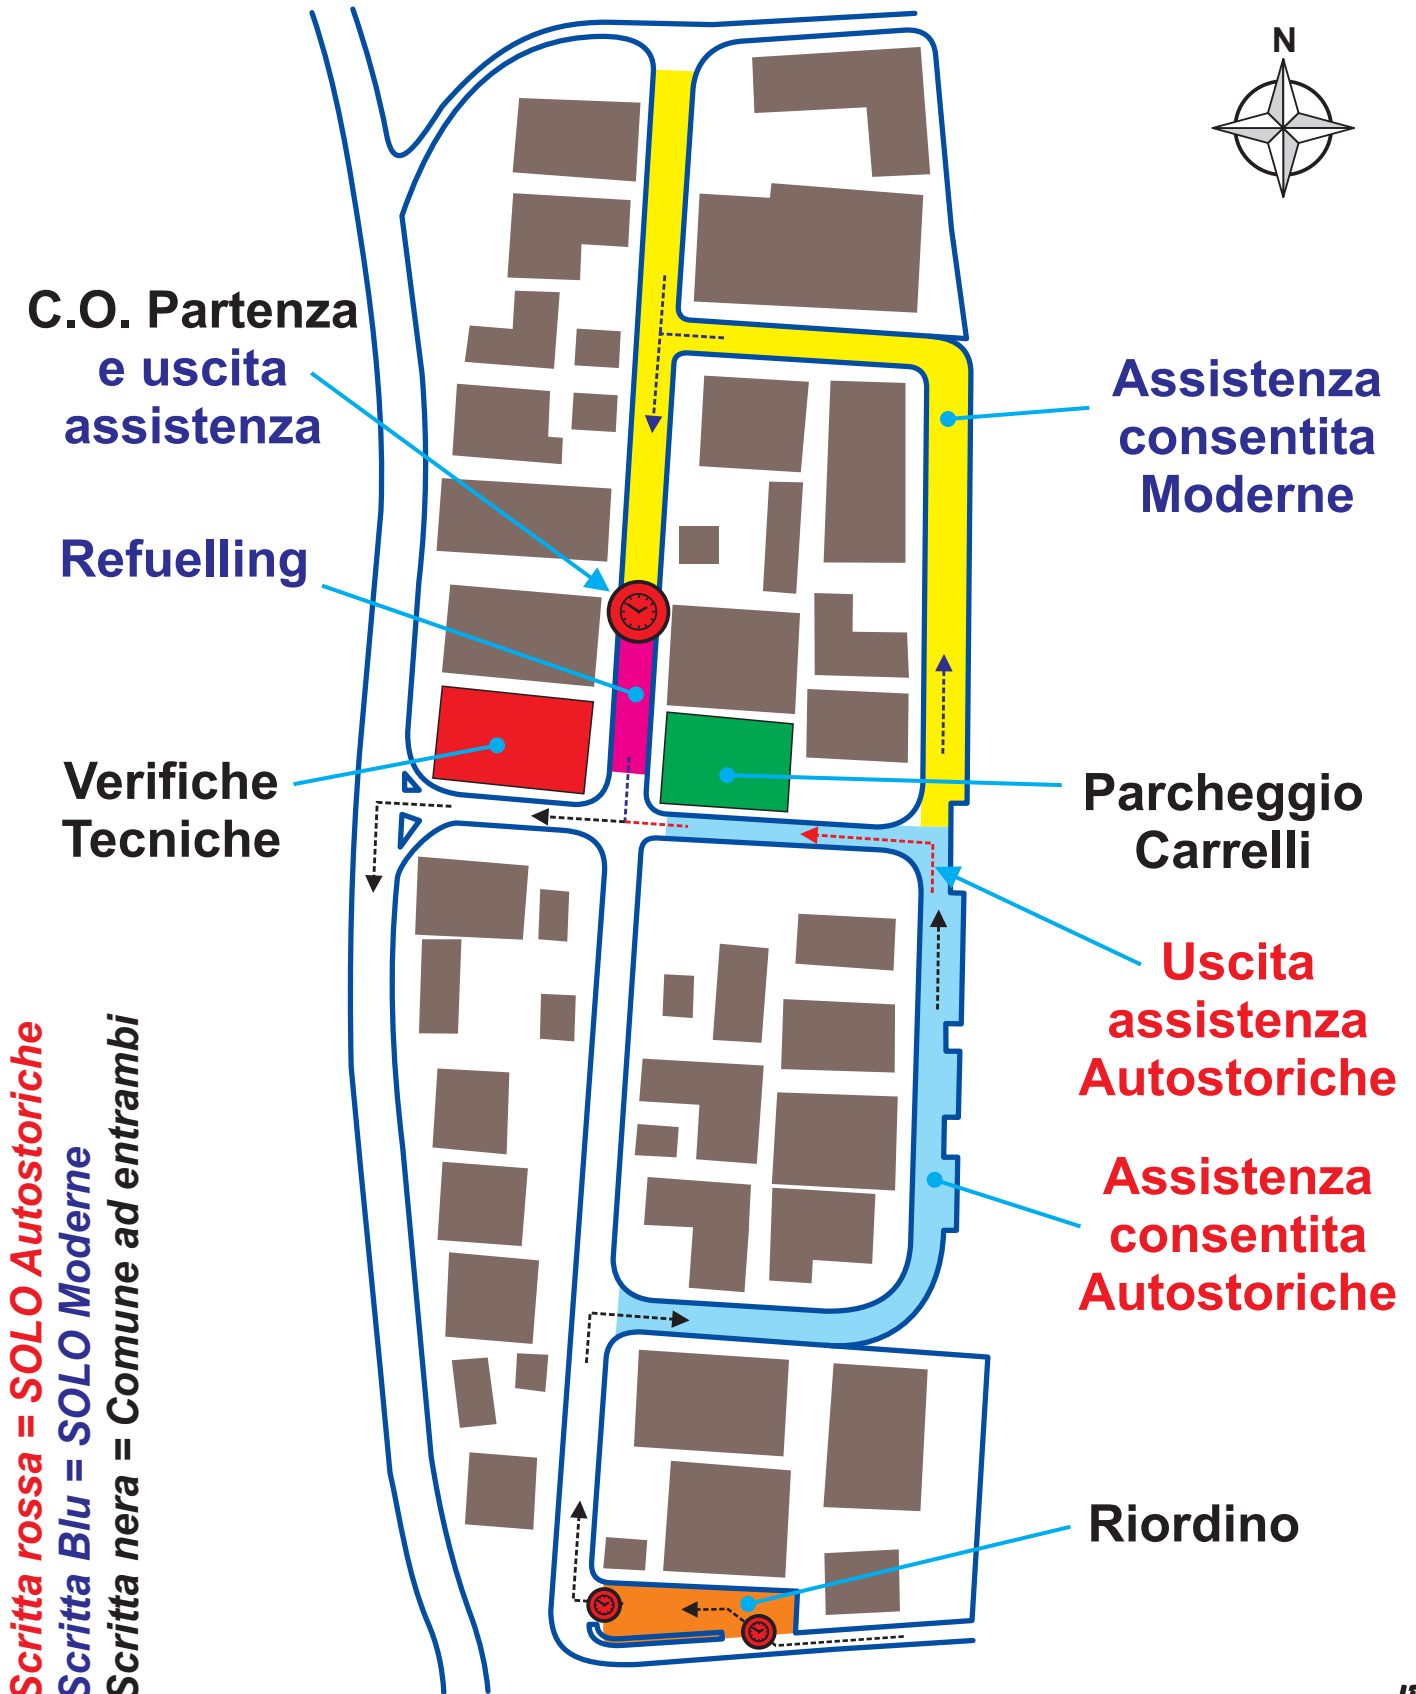 N
C.O. Partenza
e uscita
assistenza
Assistenza
consentita
Moderne
Refuelling
Verifiche
Tecniche
Parcheggio
Carrelli
Uscita
assistenza
Autostoriche
Assistenza
consentita
Autostoriche
Riordino
Scritta rossa = SOLO Autostoriche
Scritta Blu = SOLO Moderne
Scritta nera = Comune ad entrambi